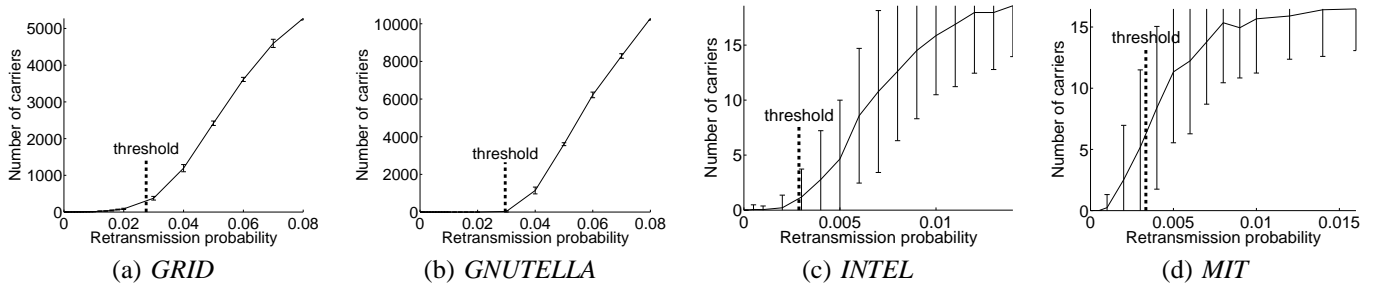 Number of carriers
5000
4000
3000
2000
1000
0
threshold
0 0.02 0.04 0.06 0.08
Retransmission probability
(a) GRID
Number of carriers
10000
8000
6000
4000
2000
0
threshold
0 0.02 0.04 0.06 0.08
Retransmission probability
(b) GNUTELLA
Number of carriers
15
10
5
0
threshold
0 0.005 0.01
Retransmission probability
(c) INTEL
Number of carriers
15
10
5
0
threshold
0 0.005 0.01 0.015
Retransmission probability
(d) MIT